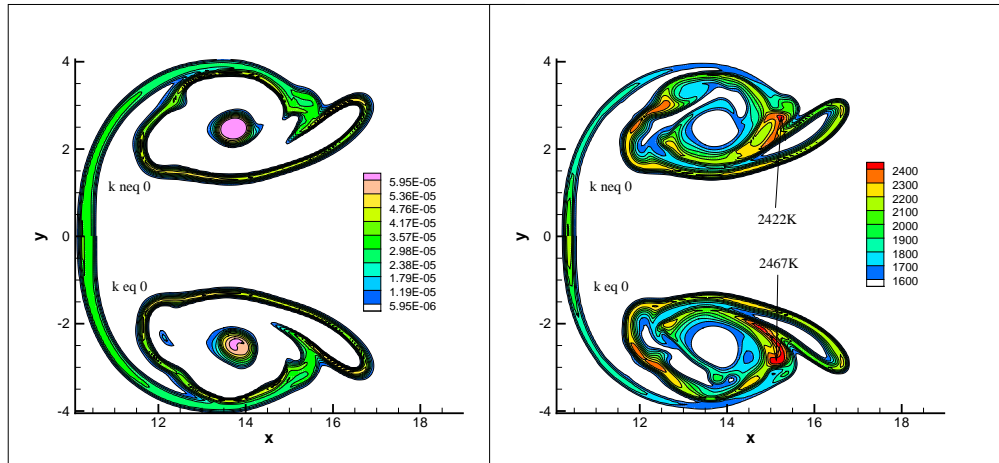 4
2
0
-2
-4
y
12
14
16
18
x
k neq 0
k eq 0
5.95E-05
5.36E-05
4.76E-05
4.17E-05
3.57E-05
2.98E-05
2.38E-05
1.79E-05
1.19E-05
5.95E-06
4
2
0
-2
-4
y
12
14
16
18
x
k neq 0
2422K
2467K
k eq 0
2400
2300
2200
2100
2000
1900
1800
1700
1600